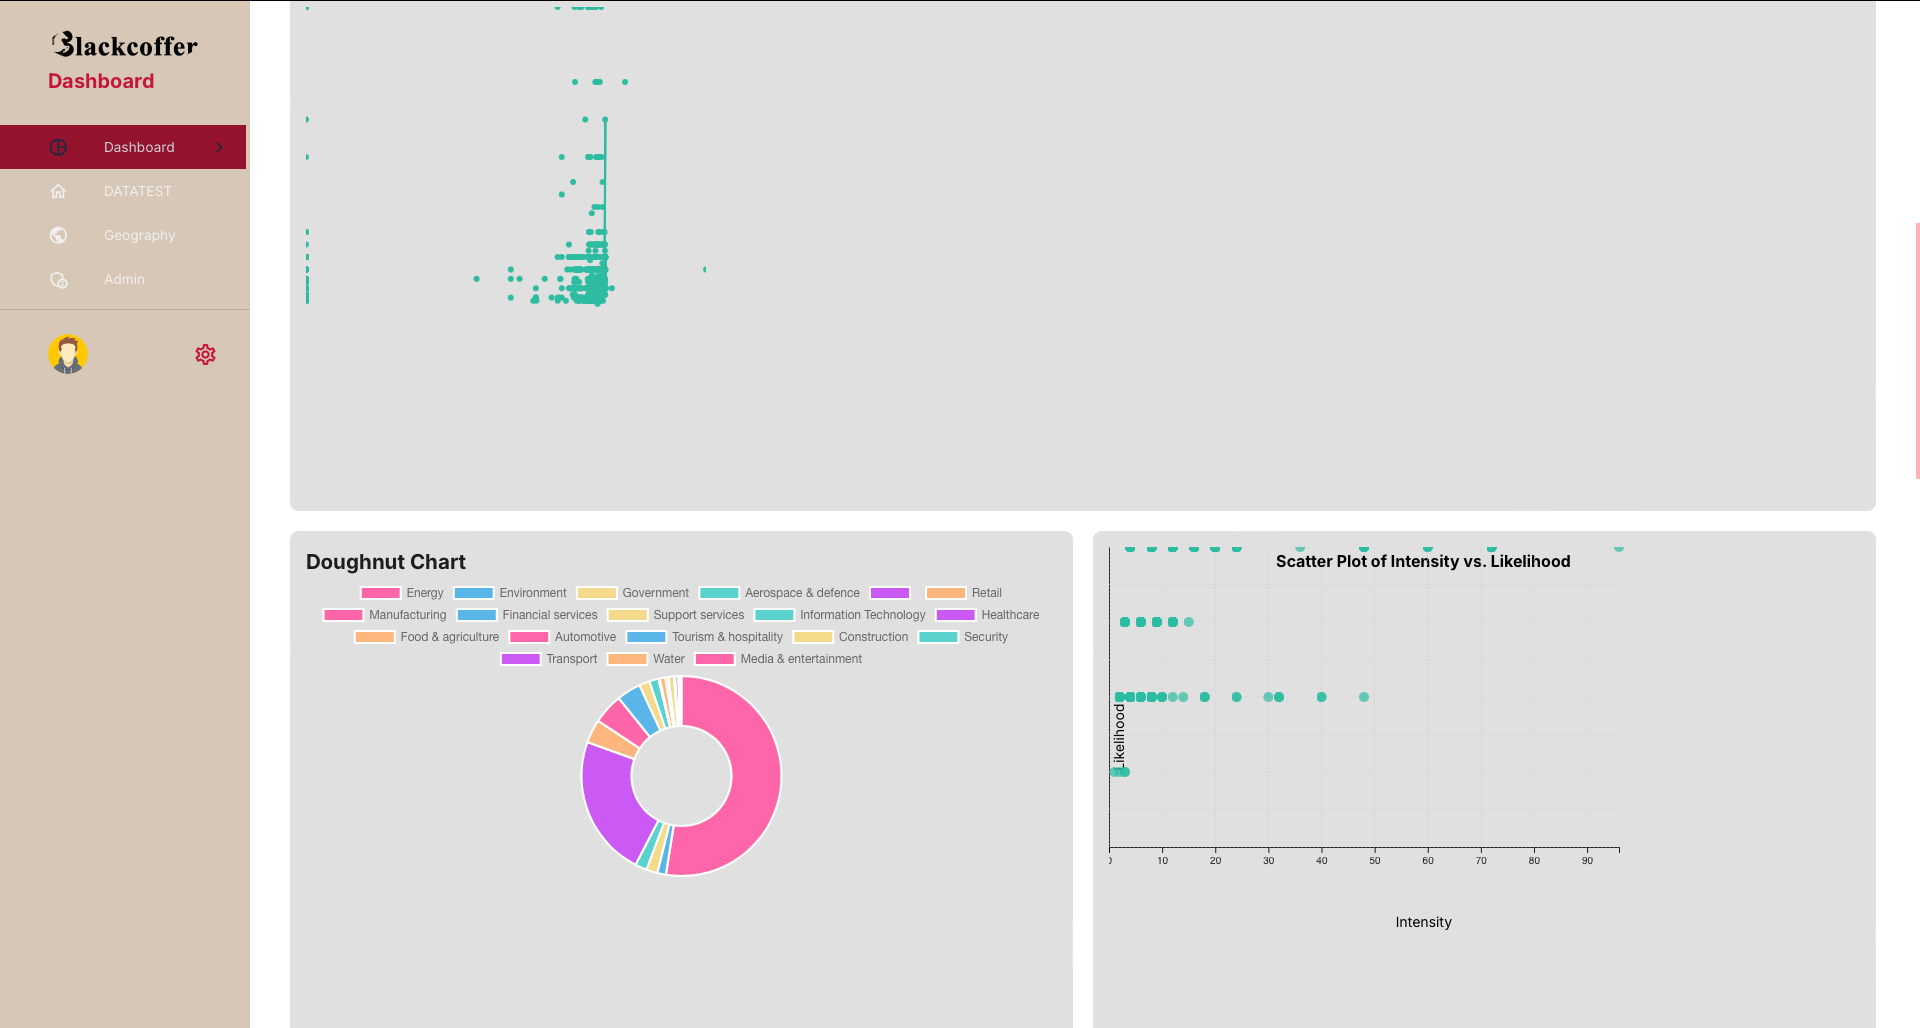 Blackcoffer
Dashboard
Dashboard
DATATEST
Geography
Admin
Doughnut Chart
Energy Environment Government Aerospace & defence Retail
Manufacturing Financial services Support services Information Technology Healthcare
Food & agriculture Automotive Tourism & hospitality Construction Security
Transport Water Media & entertainment
Scatter Plot of Intensity vs. Likelihood
Likelihood
0 10 20 30 40 50 60 70 80 90
Intensity